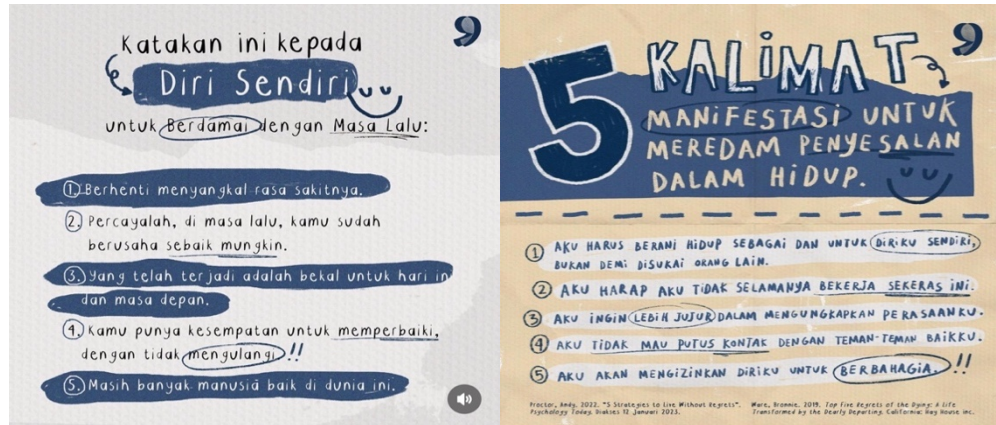 Katakan ini kepada
Diri Sendiri
untuk Berdamai dengan Masa Lalu:
1. Berhenti menyangkal rasa sakitnya.
2. Percayalah, di masa lalu, kamu sudah
berusaha sebaik mungkin.
3. Yang telah terjadi adalah bekal untuk hari in
dan masa depan.
4. Kamu punya kesempatan untuk memperbaiki,
dengan tidak mengulangi !!
5. Masih banyak manusia baik di dunia ini.
5 KALIMAT
MANIFESTASI UNTUK
MEREDAM PENYESALAN
DALAM HIDUP.
1 AKU HARUS BERANI HIDUP SEBAGAI DAN UNTUK DIRIKU SENDIRI,
BUKAN DEMI DISUKAI ORANG LAIN.
2 AKU HARAP AKU TIDAK SELAMANYA BEKERJA SEKERAS INI.
3 AKU INGIN LEBIH JUJUR DALAM MENGUNGKAPKAN PERASAANKU.
4 AKU TIDAK MAU PUTUS KONTAK DENGAN TEMAN-TEMAN BAIKKU.
5 AKU AKAN MENGIZINKAN DIRIKU UNTUK BERBAHAGIA. !!
Proctor, Andy. 2022. "5 Strategies to Live Without Regrets".
Psychology Today. Diakses 12 Januari 2023.
Ware, Bronnie. 2019. Top Five Regrets of the Dying: A Life
Transformed by the Dearly Departing. California: Hay House Inc.